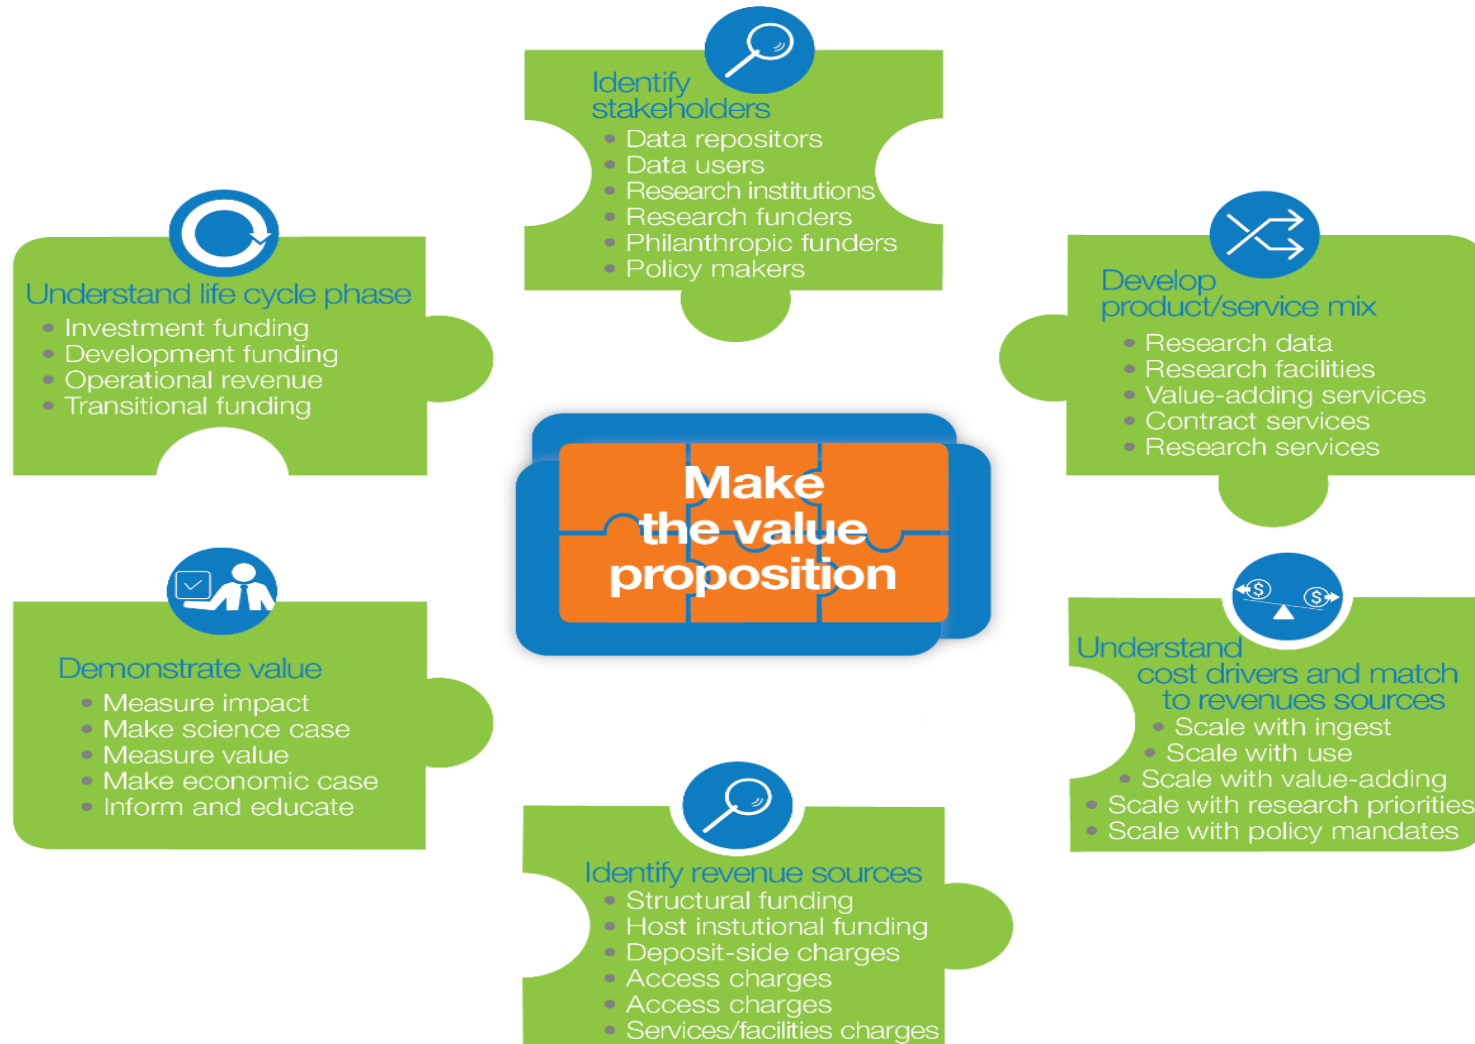 Identify
stakeholders
• Data repositors
• Data users
• Research institutions
• Research funders
• Philanthropic funders
• Policy makers
Understand life cycle phase
• Investment funding
• Development funding
• Operational revenue
• Transitional funding
Develop
product/service mix
• Research data
• Research facilities
• Value-adding services
• Contract services
• Research services
Make
the value
proposition
Demonstrate value
• Measure impact
• Make science case
• Measure value
• Make economic case
• Inform and educate
$ $
Understand
cost drivers and match
to revenues sources
• Scale with ingest
• Scale with use
• Scale with value-adding
• Scale with research priorities
• Scale with policy mandates
Identify revenue sources
• Structural funding
• Host instutional funding
• Deposit-side charges
• Access charges
• Access charges
• Services/facilities charges